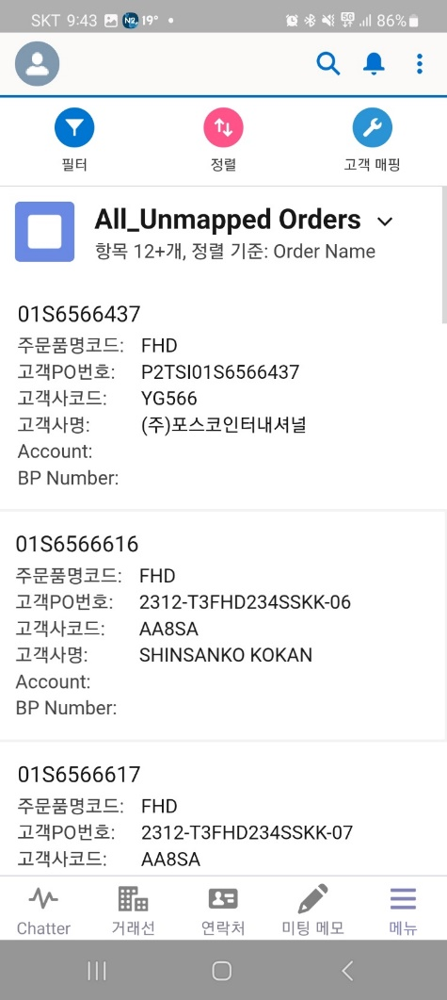 SKT 9:43 N2 19° •
5G 86%
필터 정렬 고객 매핑
All_Unmapped Orders
항목 12+개, 정렬 기준: Order Name
01S6566437
주문품명코드: FHD
고객PO번호: P2TSI01S6566437
고객사코드: YG566
고객사명: (주)포스코인터내셔널
Account:
BP Number:
01S6566616
주문품명코드: FHD
고객PO번호: 2312-T3FHD234SSKK-06
고객사코드: AA8SA
고객사명: SHINSANKO KOKAN
Account:
BP Number:
01S6566617
주문품명코드: FHD
고객PO번호: 2312-T3FHD234SSKK-07
고객사코드: AA8SA
Chatter 거래선 연락처 미팅 메모 메뉴